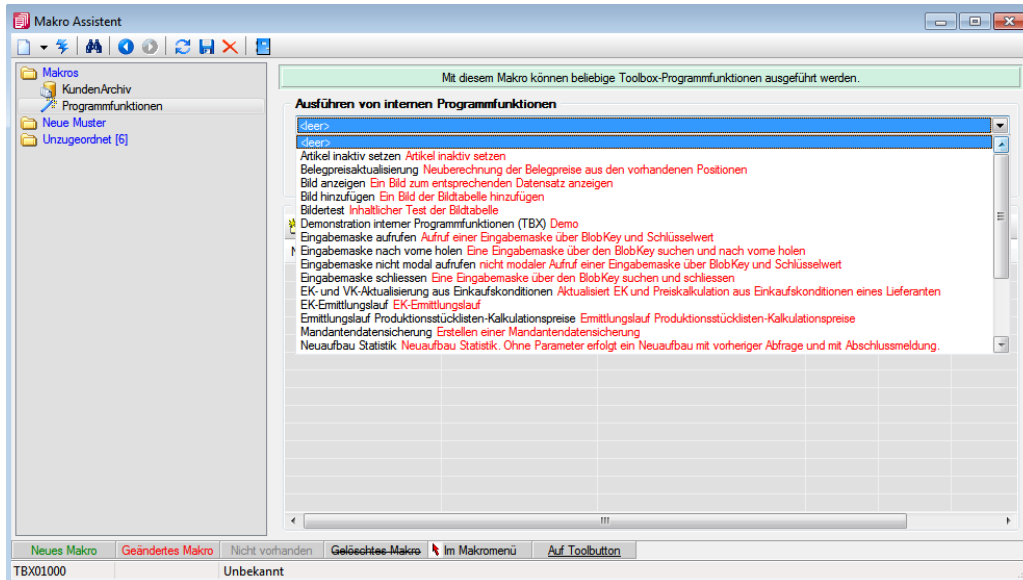 Makro Assistent
Makros
KundenArchiv
Programmfunktionen
Neue Muster
Unzugeordnet [6]
Mit diesem Makro können beliebige Toolbox-Programmfunktionen ausgeführt werden.
Ausführen von internen Programmfunktionen
<leer>
<leer>
Artikel inaktiv setzen Artikel inaktiv setzen
Belegpreisaktualisierung Neuberechnung der Belegpreise aus den vorhandenen Positionen
Bild anzeigen Ein Bild zum entsprechenden Datensatz anzeigen
Bild hinzufügen Ein Bild der Bildtabelle hinzufügen
Bildertest Inhaltlicher Test der Bildtabelle
Demonstration interner Programmfunktionen (TBX) Demo
Eingabemaske aufrufen Aufruf einer Eingabemaske über BlobKey und Schlüsselwert
Eingabemaske nach vorne holen Eine Eingabemaske über den BlobKey suchen und nach vorne holen
Eingabemaske nicht modal aufrufen nicht modaler Aufruf einer Eingabemaske über BlobKey und Schlüsselwert
Eingabemaske schliessen Eine Eingabemaske über den BlobKey suchen und schliessen
EK- und VK-Aktualisierung aus Einkaufskonditionen Aktualisiert EK und Preiskalkulation aus Einkaufskonditionen eines Lieferanten
EK-Ermittlungslauf EK-Ermittlungslauf
Ermittlungslauf Produktionsstücklisten-Kalkulationspreise Ermittlungslauf Produktionsstücklisten-Kalkulationspreise
Mandantendatensicherung Erstellen einer Mandantendatensicherung
Neuaufbau Statistik Neuaufbau Statistik. Ohne Parameter erfolgt ein Neuaufbau mit vorheriger Abfrage und mit Abschlussmeldung.
Neues Makro Geändertes Makro Nicht vorhanden Gelöschtes Makro Im Makromenü Auf Toolbutton
TBX01000 Unbekannt